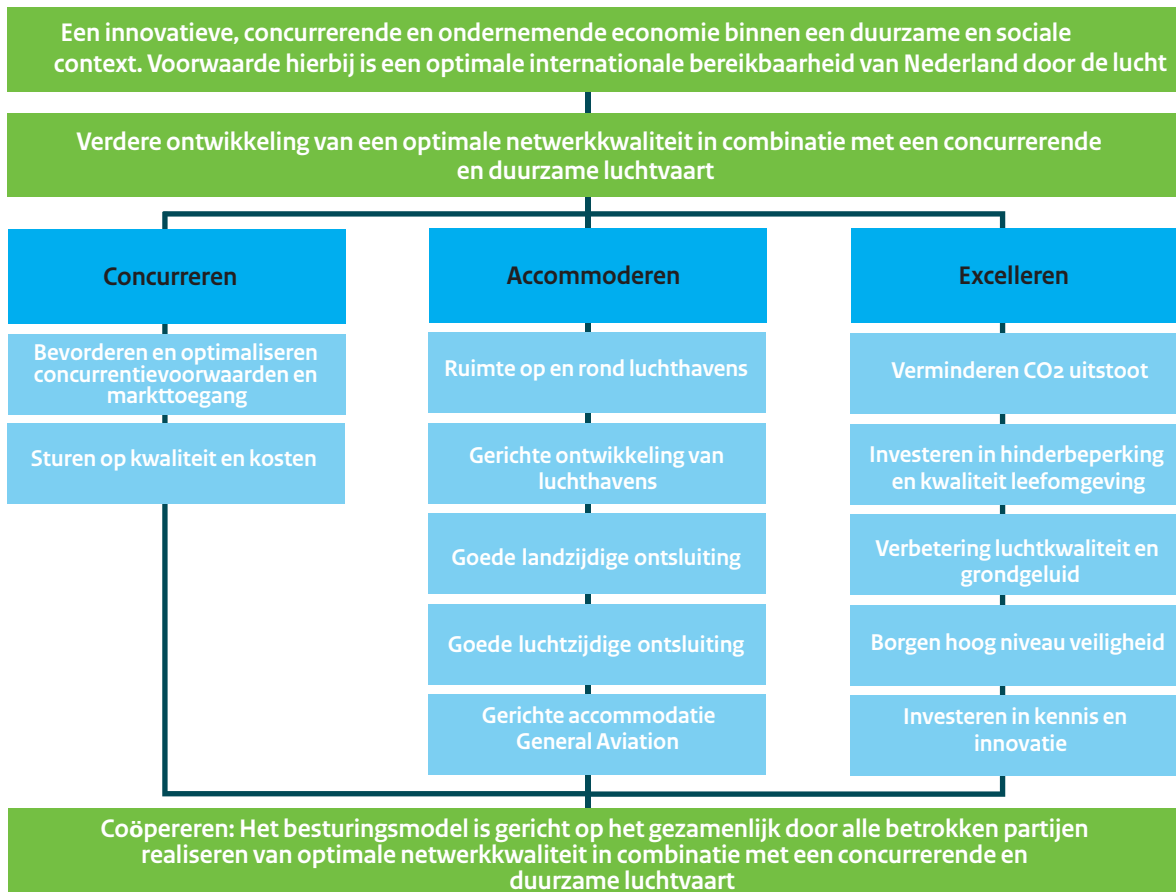 Een innovatieve, concurrerende en ondernemende economie binnen een duurzame en sociale
context. Voorwaarde hierbij is een optimale internationale bereikbaarheid van Nederland door de lucht
Verdere ontwikkeling van een optimale netwerkkwaliteit in combinatie met een concurrerende
en duurzame luchtvaart
Concurreren
Bevorderen en optimaliseren
concurrentievoorwaarden en
markttoegang
Sturen op kwaliteit en kosten
Accommoderen
Ruimte op en rond luchthavens
Gerichte ontwikkeling van
luchthavens
Goede landzijdige ontsluiting
Goede luchtzijdige ontsluiting
Gerichte accommodatie
General Aviation
Excelleren
Verminderen CO2 uitstoot
Investeren in hinderbeperking
en kwaliteit leefomgeving
Verbetering luchtkwaliteit en
grondgeluid
Borgen hoog niveau veiligheid
Investeren in kennis en
innovatie
Coöpereren: Het besturingsmodel is gericht op het gezamenlijk door alle betrokken partijen
realiseren van optimale netwerkkwaliteit in combinatie met een concurrerende en
duurzame luchtvaart